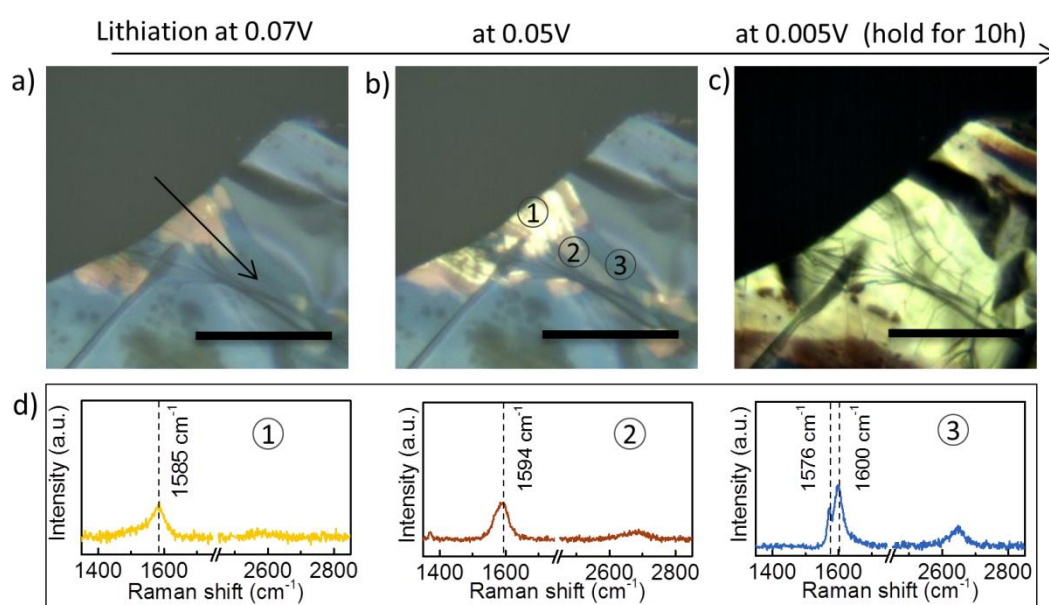 Lithiation at 0.07V at 0.05V at 0.005V (hold for 10h)
a) b) c)
1
2
3
d)
Intensity (a.u.)
1585 cm-1
①
1400 1600 2600 2800
Raman shift (cm-1)
Intensity (a.u.)
1594 cm-1
②
1400 1600 2600 2800
Raman shift (cm-1)
Intensity (a.u.)
1576 cm-1
1600 cm-1
③
1400 1600 2600 2800
Raman shift (cm-1)